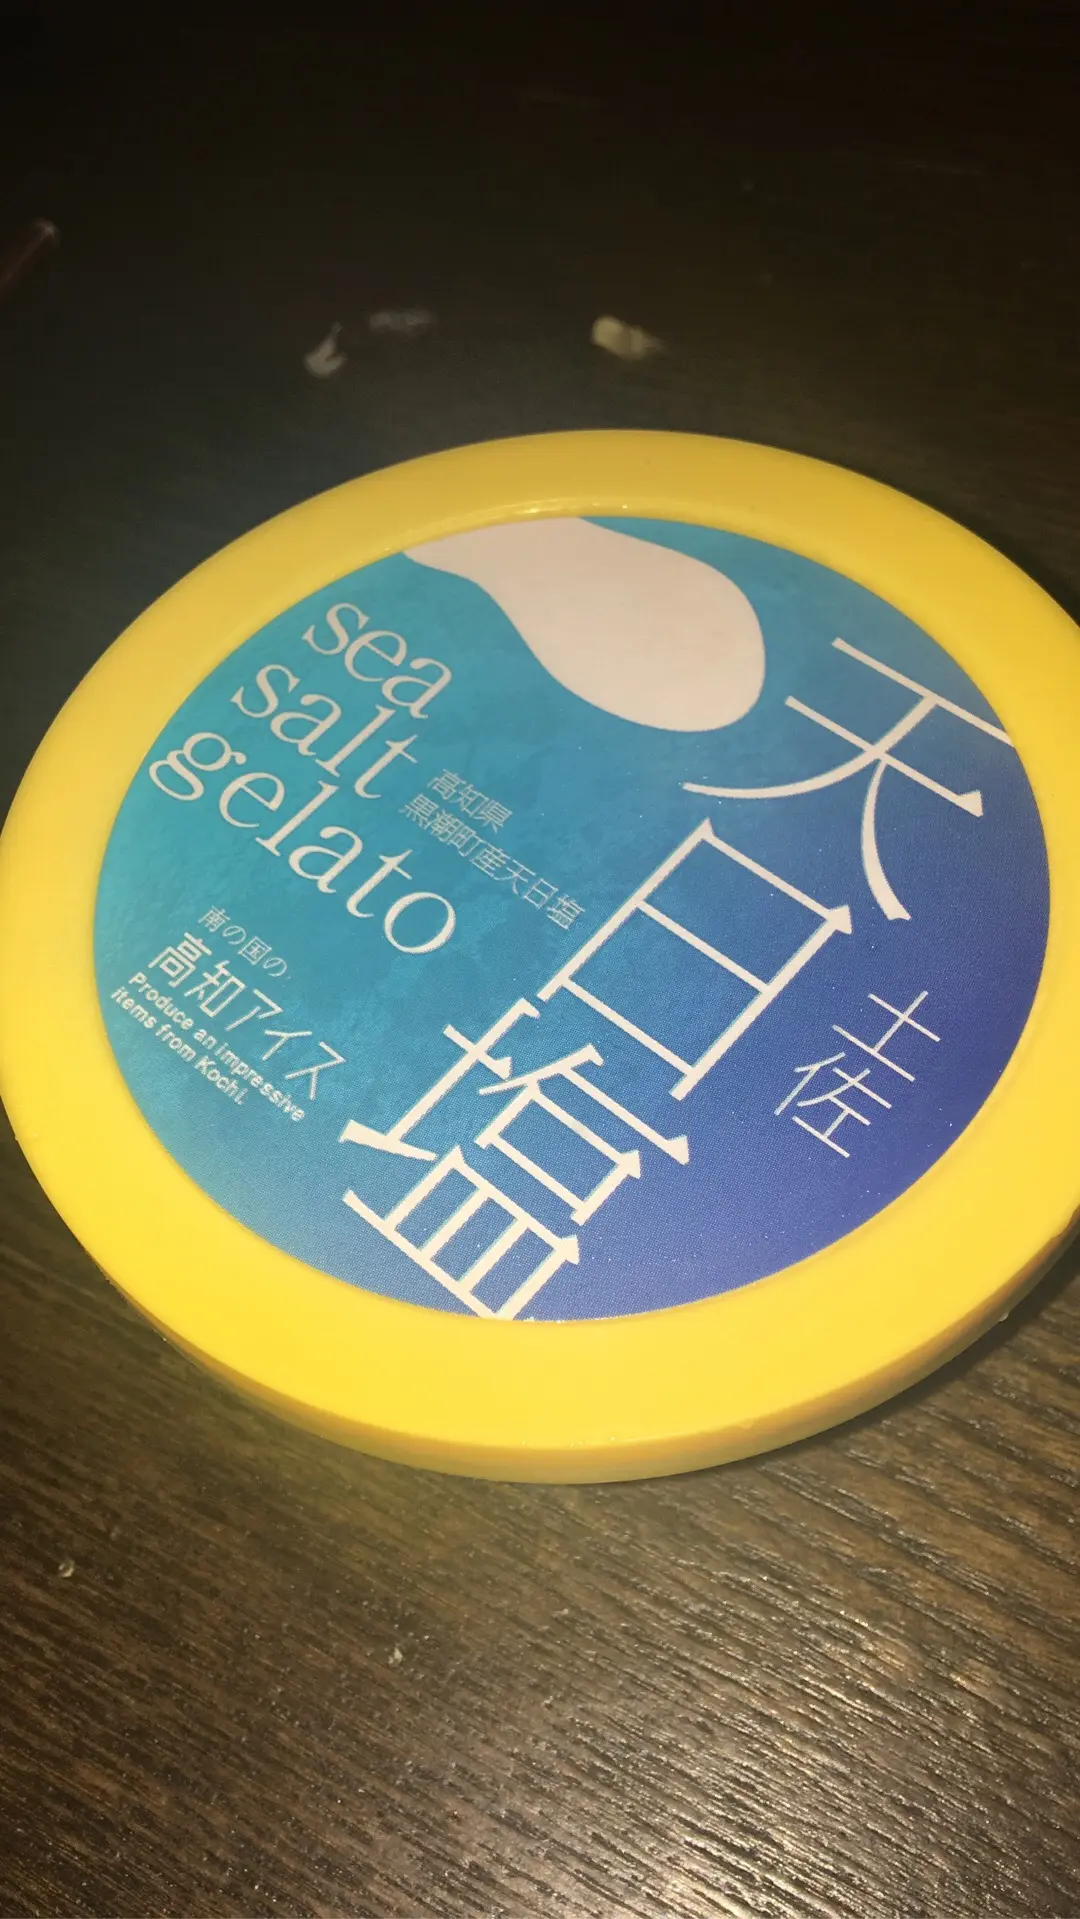 土佐
天日塩
sea
salt
gelato
高知県
黒潮町産天日塩
南の国の
高知アイス
Produce an impressive
items from Kochi.